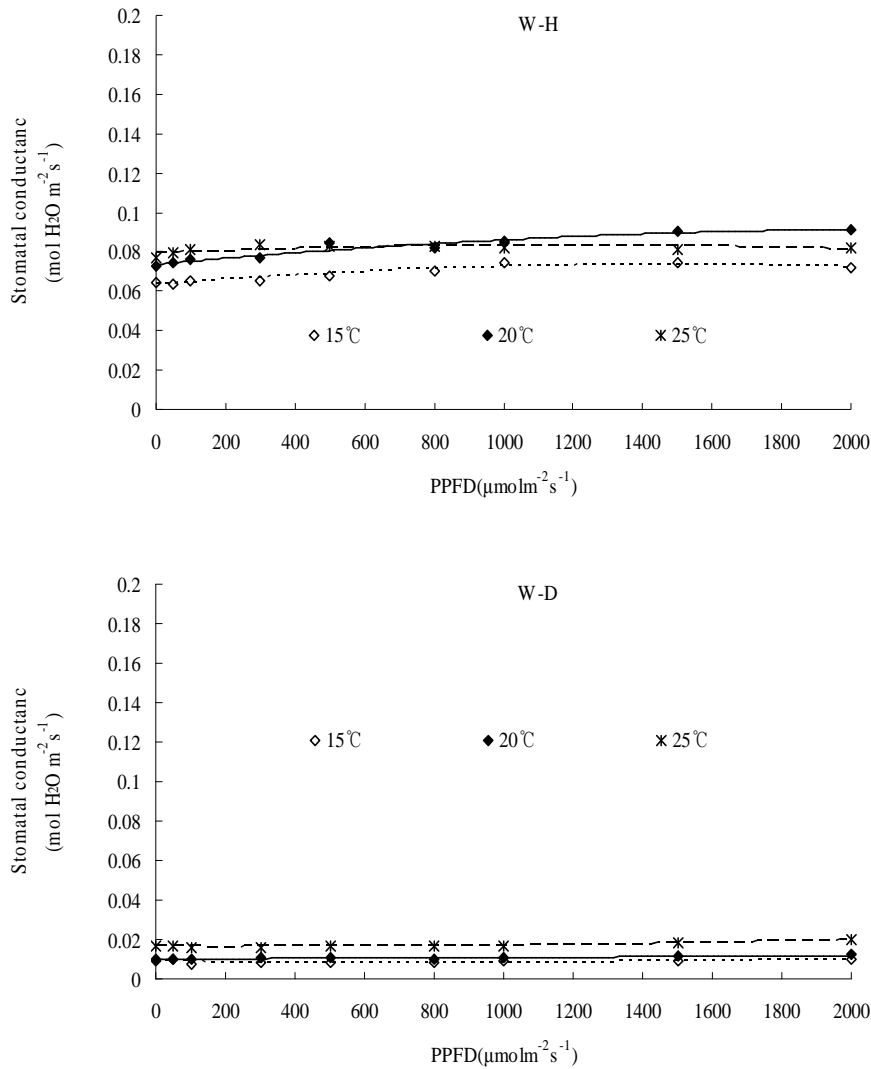 W-H
Stomatal conductanc
(mol H2O m-2s-1)
0.2
0.18
0.16
0.14
0.12
0.1
0.08
0.06
0.04
0.02
0
15℃ 20℃ 25℃
0 200 400 600 800 1000 1200 1400 1600 1800 2000
PPFD(μmolm-2s-1)
W-D
Stomatal conductanc
(mol H2O m-2s-1)
0.2
0.18
0.16
0.14
0.12
0.1
0.08
0.06
0.04
0.02
0
15℃ 20℃ 25℃
0 200 400 600 800 1000 1200 1400 1600 1800 2000
PPFD(μmolm-2s-1)